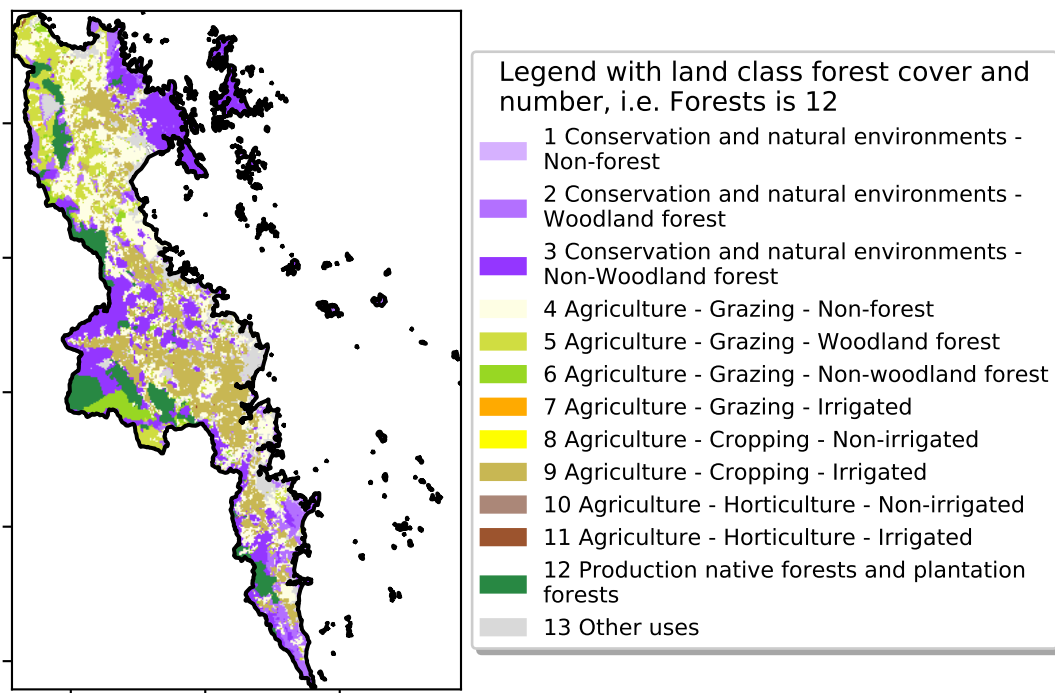 Legend with land class forest cover and
number, i.e. Forests is 12
1 Conservation and natural environments -
Non-forest
2 Conservation and natural environments -
Woodland forest
3 Conservation and natural environments -
Non-Woodland forest
4 Agriculture - Grazing - Non-forest
5 Agriculture - Grazing - Woodland forest
6 Agriculture - Grazing - Non-woodland forest
7 Agriculture - Grazing - Irrigated
8 Agriculture - Cropping - Non-irrigated
9 Agriculture - Cropping - Irrigated
10 Agriculture - Horticulture - Non-irrigated
11 Agriculture - Horticulture - Irrigated
12 Production native forests and plantation
forests
13 Other uses